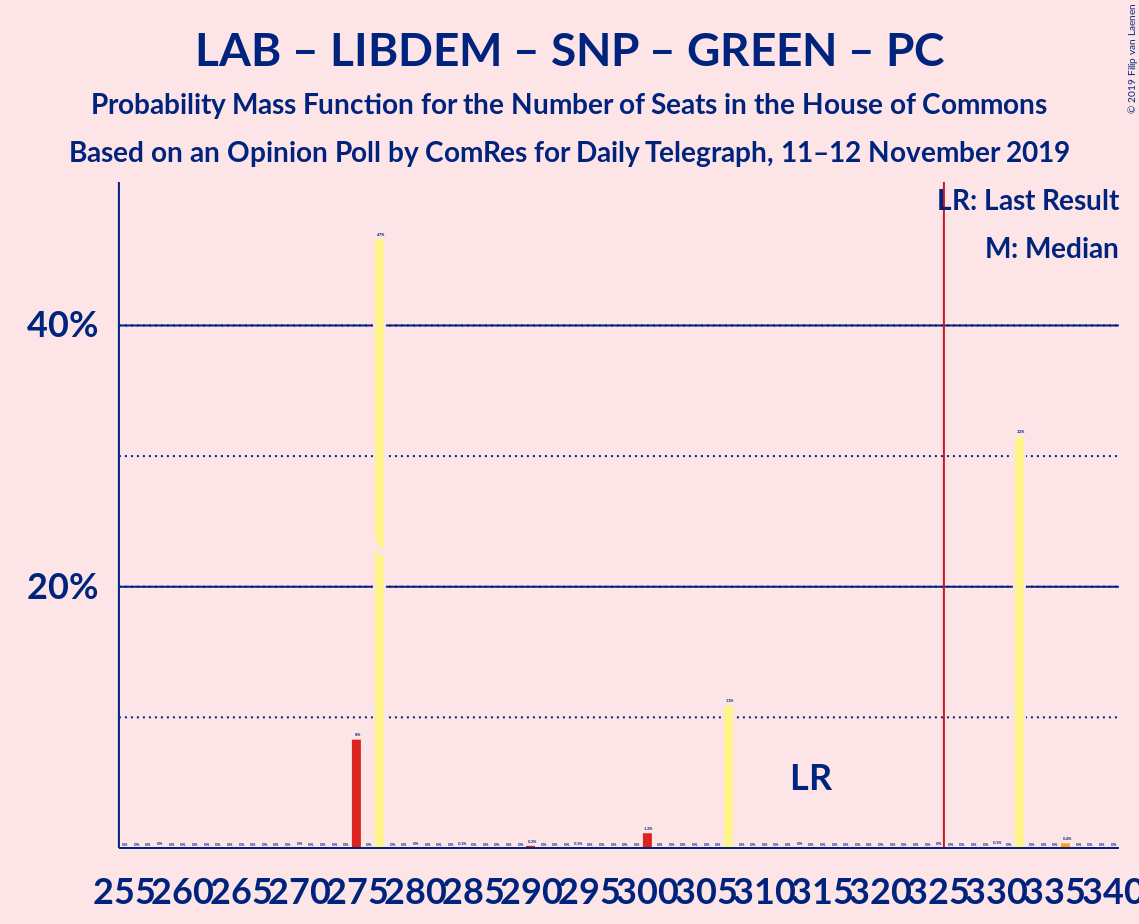 LAB – LIBDEM – SNP – GREEN – PC
Probability Mass Function for the Number of Seats in the House of Commons
Based on an Opinion Poll by ComRes for Daily Telegraph, 11–12 November 2019
© 2019 Filip van Laenen
LR: Last Result
M: Median
40%
20%
LR
255 260 265 270 275 280 285 290 295 300 305 310 315 320 325 330 335 340